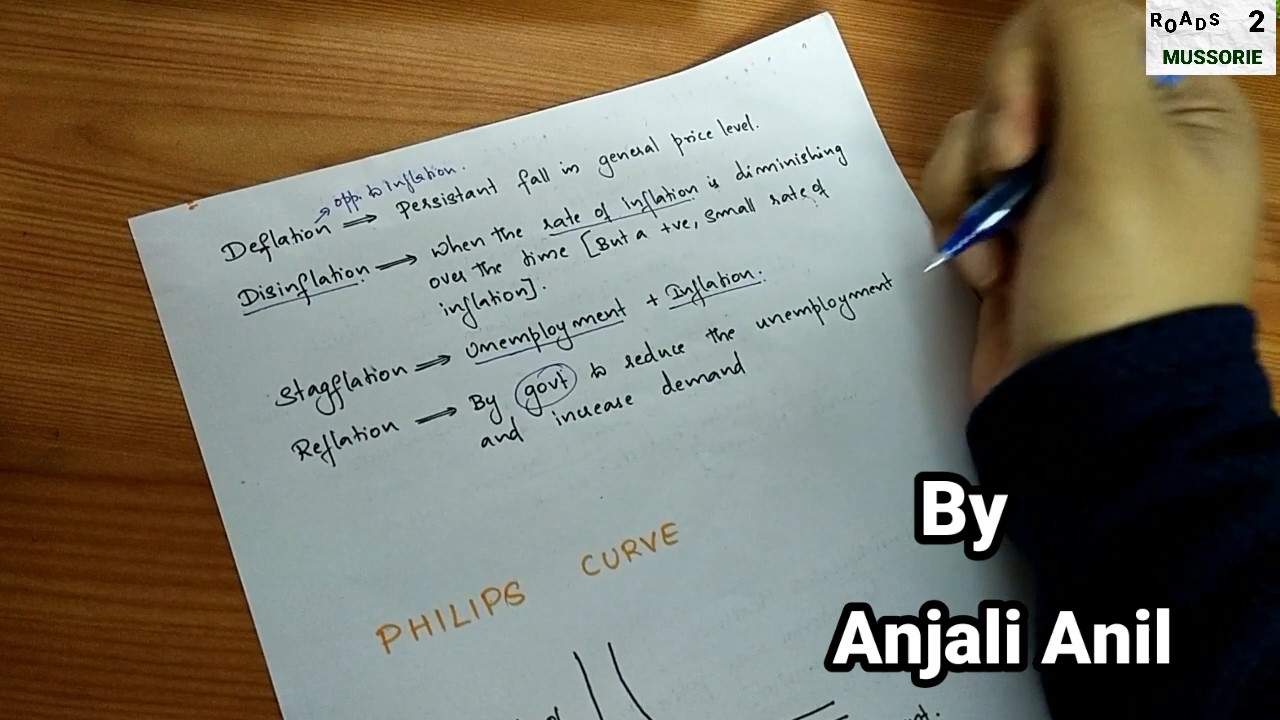 ROADS 2
MUSSORIE
opp. to inflation.
Deflation ⟹ Persistant fall in general price level.
Disinflation ⟶ When the rate of inflation is diminishing
over the time [But a +ve, small rate of
inflation].
Stagflation ⟹ Unemployment + Inflation.
Reflation ⟶ By govt to reduce the unemployment
and increase demand
PHILIPS CURVE
By
Anjali Anil